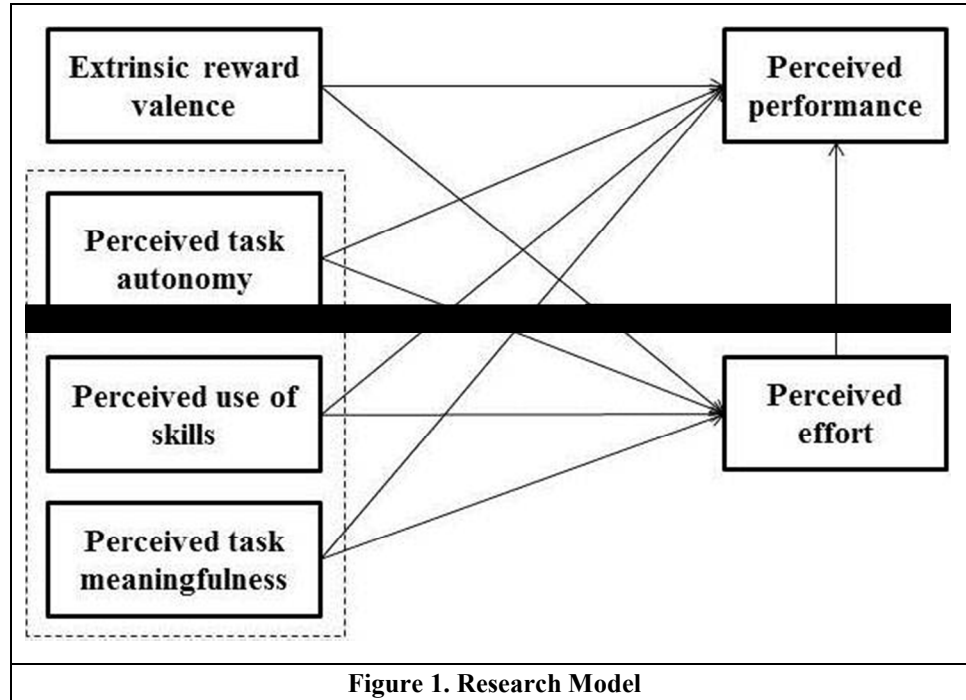 Extrinsic reward
valence
Perceived
performance
Perceived task
autonomy
Perceived use of
skills
Perceived
effort
Perceived task
meaningfulness
Figure 1. Research Model